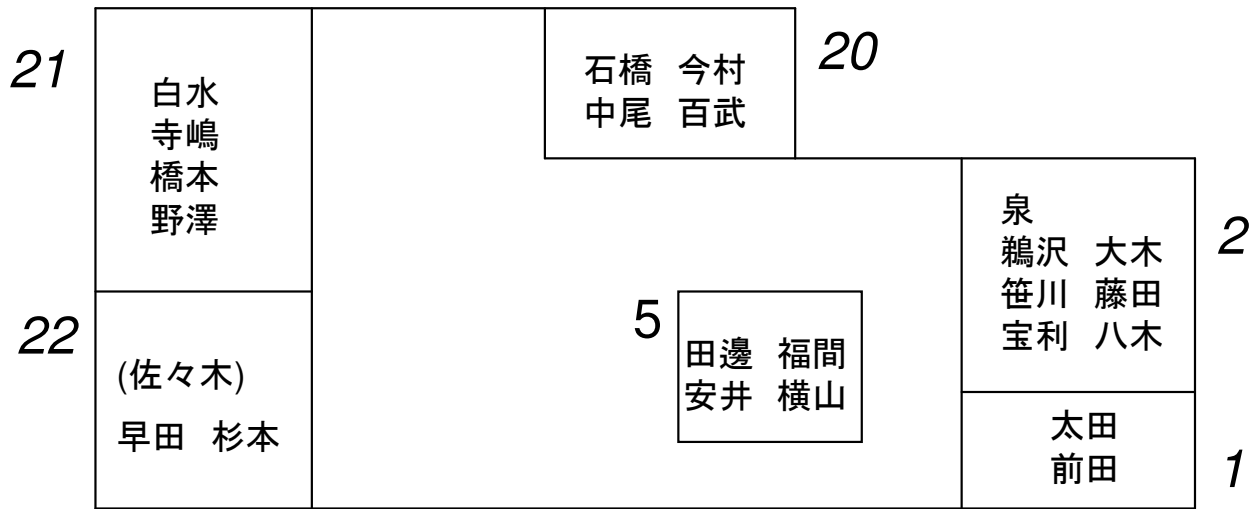 21
白水
寺嶋
橋本
野澤
石橋 今村
中尾 百武
20
泉
鵜沢 大木
笹川 藤田
宝利 八木
2
22
(佐々木)
早田 杉本
5
田邊 福間
安井 横山
太田
前田
1